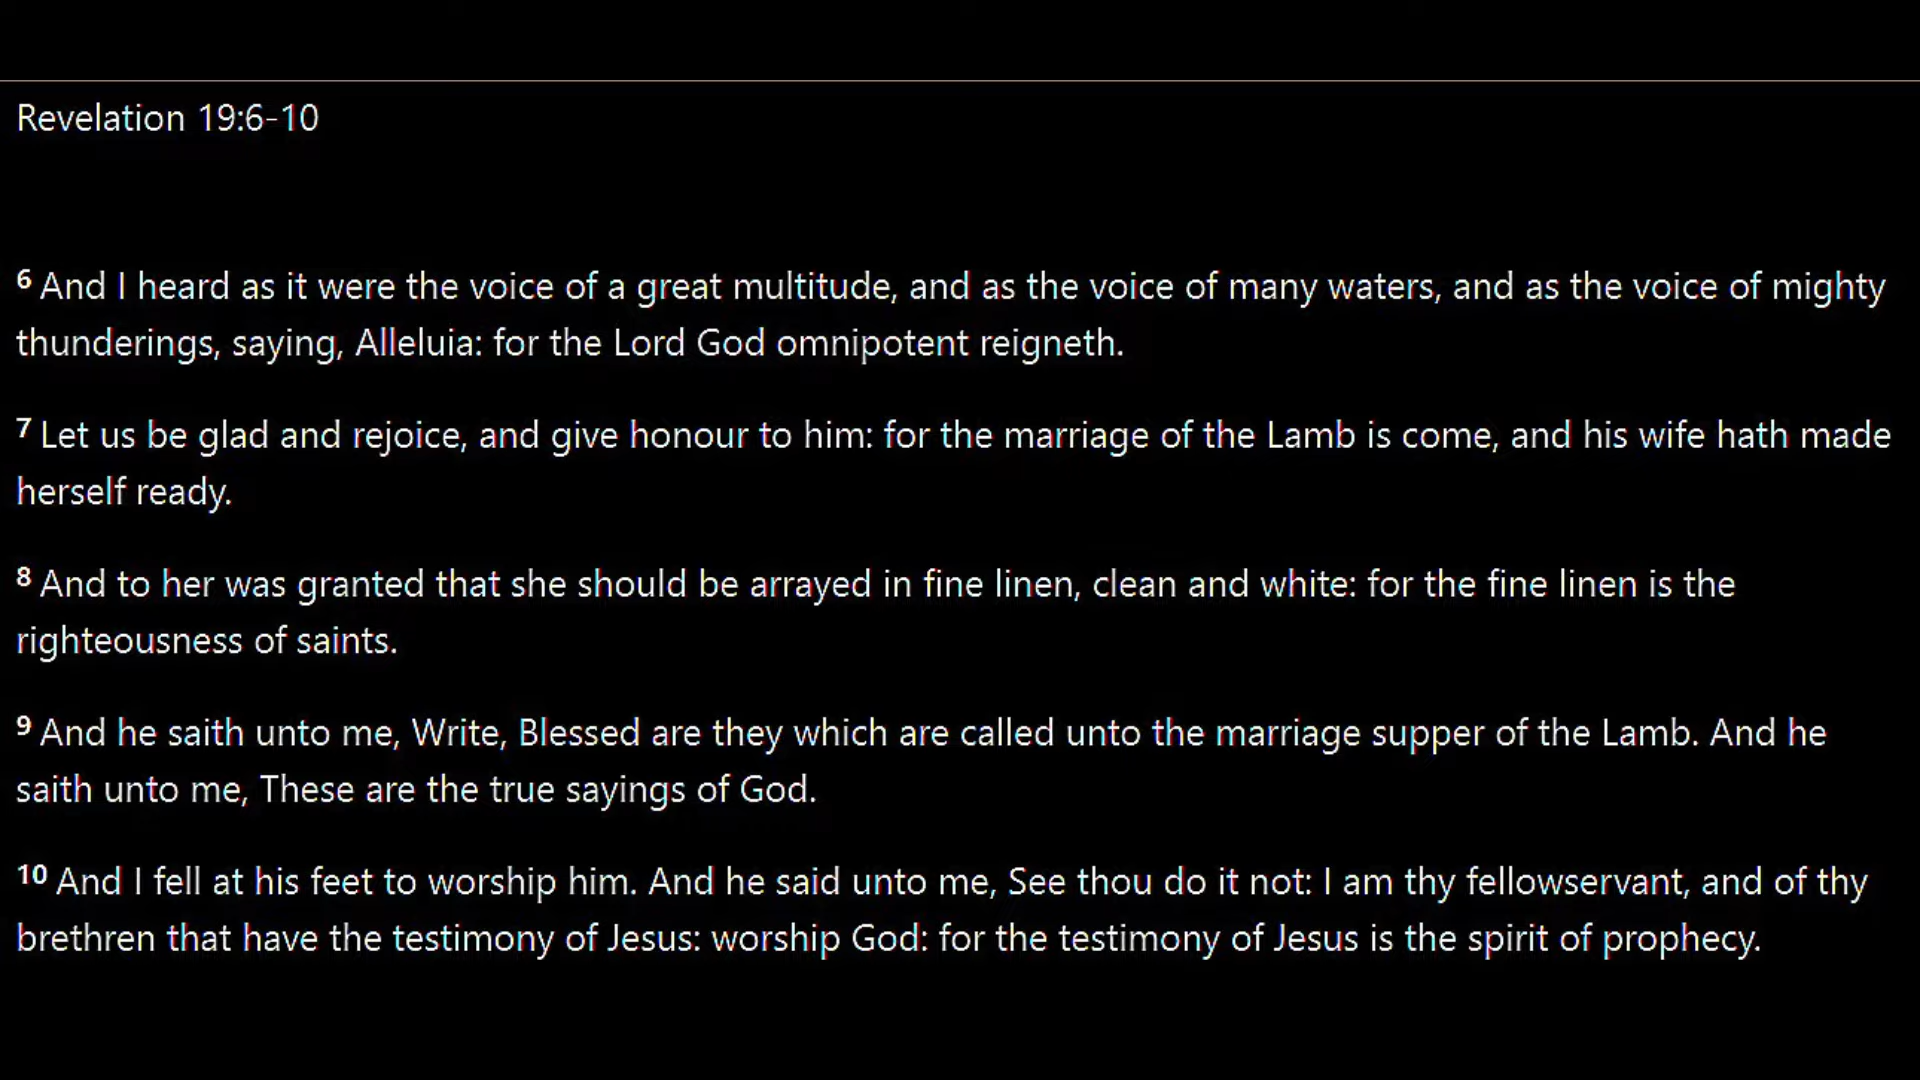 Revelation 19:6-10
6 And I heard as it were the voice of a great multitude, and as the voice of many waters, and as the voice of mighty
thunderings, saying, Alleluia: for the Lord God omnipotent reigneth.
7 Let us be glad and rejoice, and give honour to him: for the marriage of the Lamb is come, and his wife hath made
herself ready.
8 And to her was granted that she should be arrayed in fine linen, clean and white: for the fine linen is the
righteousness of saints.
9 And he saith unto me, Write, Blessed are they which are called unto the marriage supper of the Lamb. And he
saith unto me, These are the true sayings of God.
10 And I fell at his feet to worship him. And he said unto me, See thou do it not: I am thy fellowservant, and of thy
brethren that have the testimony of Jesus: worship God: for the testimony of Jesus is the spirit of prophecy.